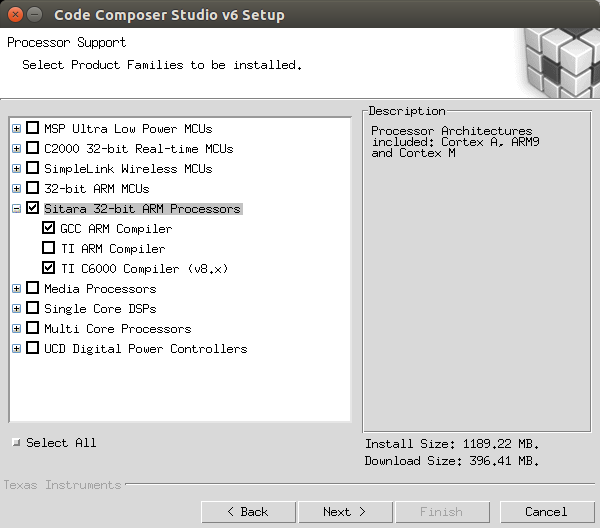 Code Composer Studio v6 Setup
Processor Support
Select Product Families to be installed.
MSP Ultra Low Power MCUs
C2000 32-bit Real-time MCUs
SimpleLink Wireless MCUs
32-bit ARM MCUs
Sitara 32-bit ARM Processors
GCC ARM Compiler
TI ARM Compiler
TI C6000 Compiler (v8.x)
Media Processors
Single Core DSPs
Multi Core Processors
UCD Digital Power Controllers
Select All
Description
Processor Architectures
included: Cortex A, ARM9
and Cortex M
Install Size: 1189.22 MB.
Download Size: 396.41 MB.
Texas Instruments
< Back
Next >
Finish
Cancel